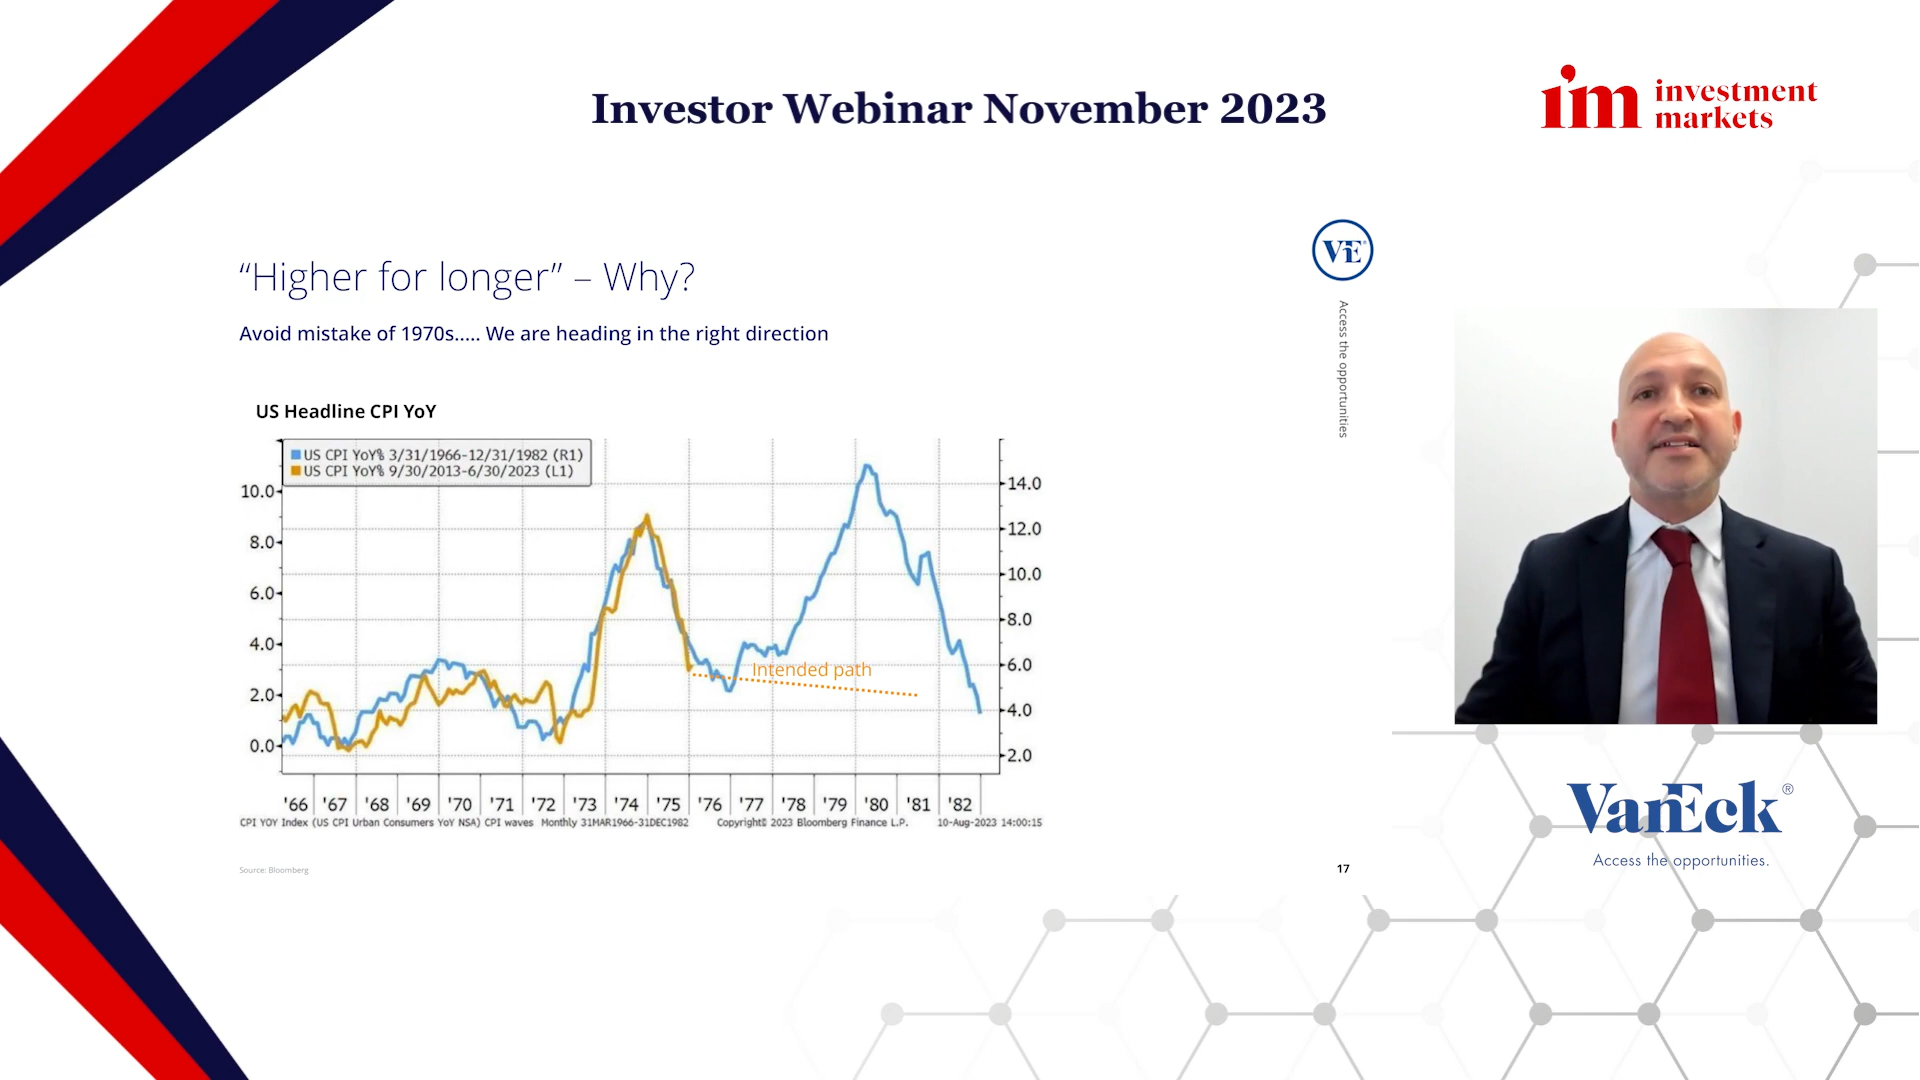 Investor Webinar November 2023
im investment
markets
VE
Access the opportunities
“Higher for longer” – Why?
Avoid mistake of 1970s..... We are heading in the right direction
US Headline CPI YoY
US CPI YoY% 3/31/1966-12/31/1982 (R1)
US CPI YoY% 9/30/2013-6/30/2023 (L1)
10.0
8.0
6.0
4.0
2.0
0.0
14.0
12.0
10.0
8.0
6.0
4.0
2.0
Intended path
'66 '67 '68 '69 '70 '71 '72 '73 '74 '75 '76 '77 '78 '79 '80 '81 '82
CPI YOY Index (US CPI Urban Consumers YoY NSA) CPI waves Monthly 31MAR1966-31DEC1982 Copyright© 2023 Bloomberg Finance L.P. 10-Aug-2023 14:00:15
Source: Bloomberg
17
VanEck®
Access the opportunities.